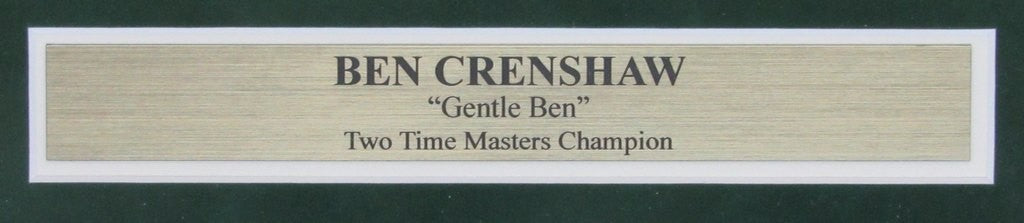 BEN CRENSHAW
“Gentle Ben”
Two Time Masters Champion